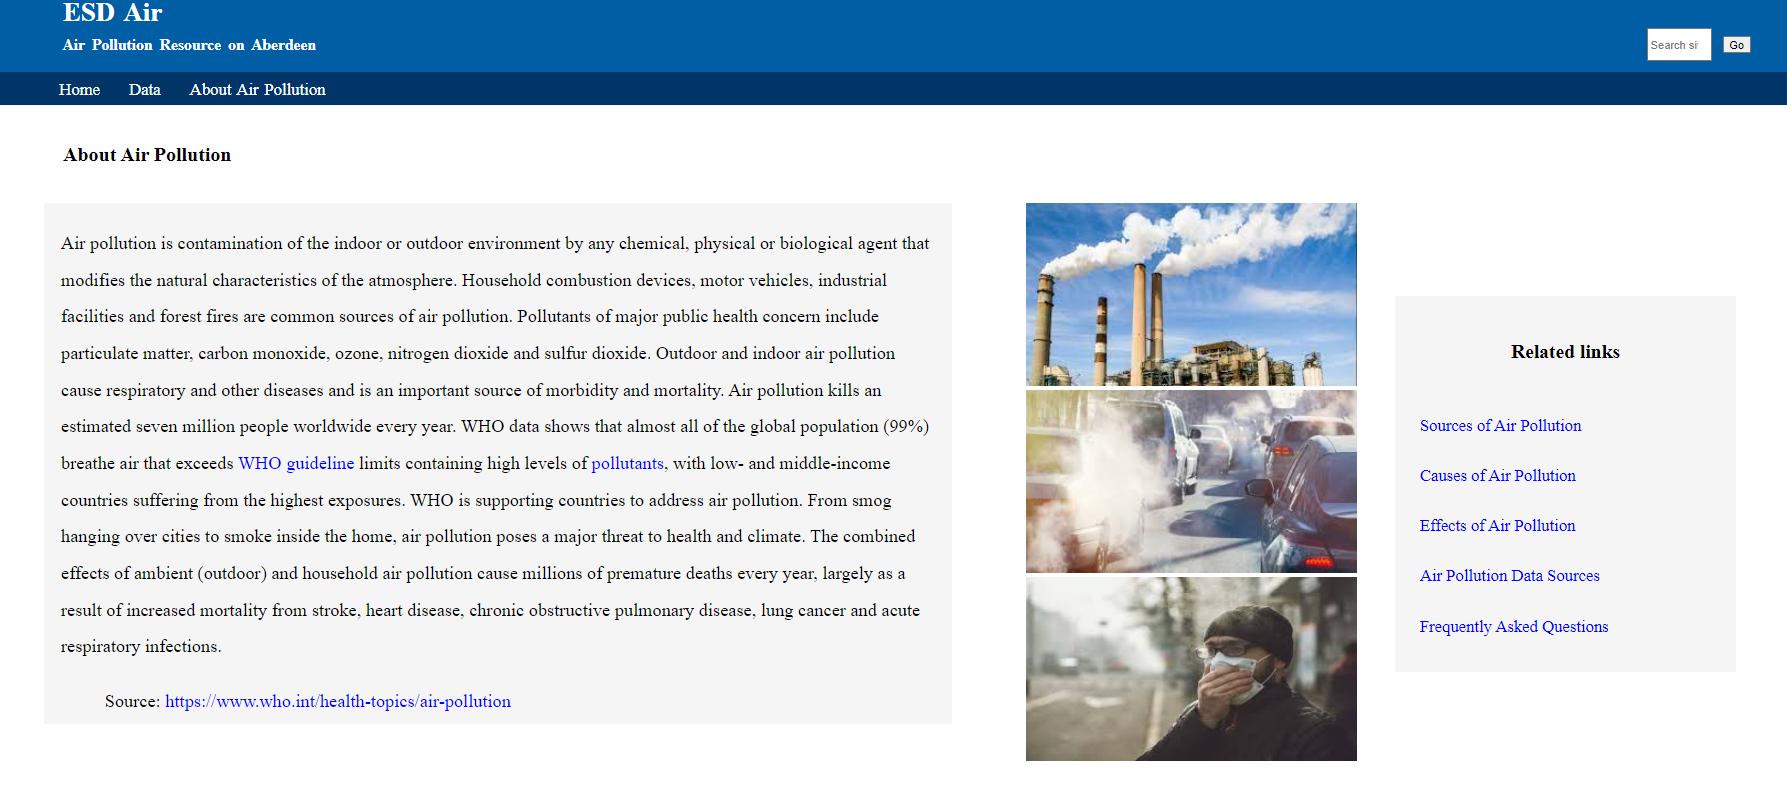 ESD Air
Air Pollution Resource on Aberdeen
Search si
Go
Home Data About Air Pollution
About Air Pollution
Air pollution is contamination of the indoor or outdoor environment by any chemical, physical or biological agent that
modifies the natural characteristics of the atmosphere. Household combustion devices, motor vehicles, industrial
facilities and forest fires are common sources of air pollution. Pollutants of major public health concern include
particulate matter, carbon monoxide, ozone, nitrogen dioxide and sulfur dioxide. Outdoor and indoor air pollution
cause respiratory and other diseases and is an important source of morbidity and mortality. Air pollution kills an
estimated seven million people worldwide every year. WHO data shows that almost all of the global population (99%)
breathe air that exceeds WHO guideline limits containing high levels of pollutants, with low- and middle-income
countries suffering from the highest exposures. WHO is supporting countries to address air pollution. From smog
hanging over cities to smoke inside the home, air pollution poses a major threat to health and climate. The combined
effects of ambient (outdoor) and household air pollution cause millions of premature deaths every year, largely as a
result of increased mortality from stroke, heart disease, chronic obstructive pulmonary disease, lung cancer and acute
respiratory infections.
Source: https://www.who.int/health-topics/air-pollution
Related links
Sources of Air Pollution
Causes of Air Pollution
Effects of Air Pollution
Air Pollution Data Sources
Frequently Asked Questions